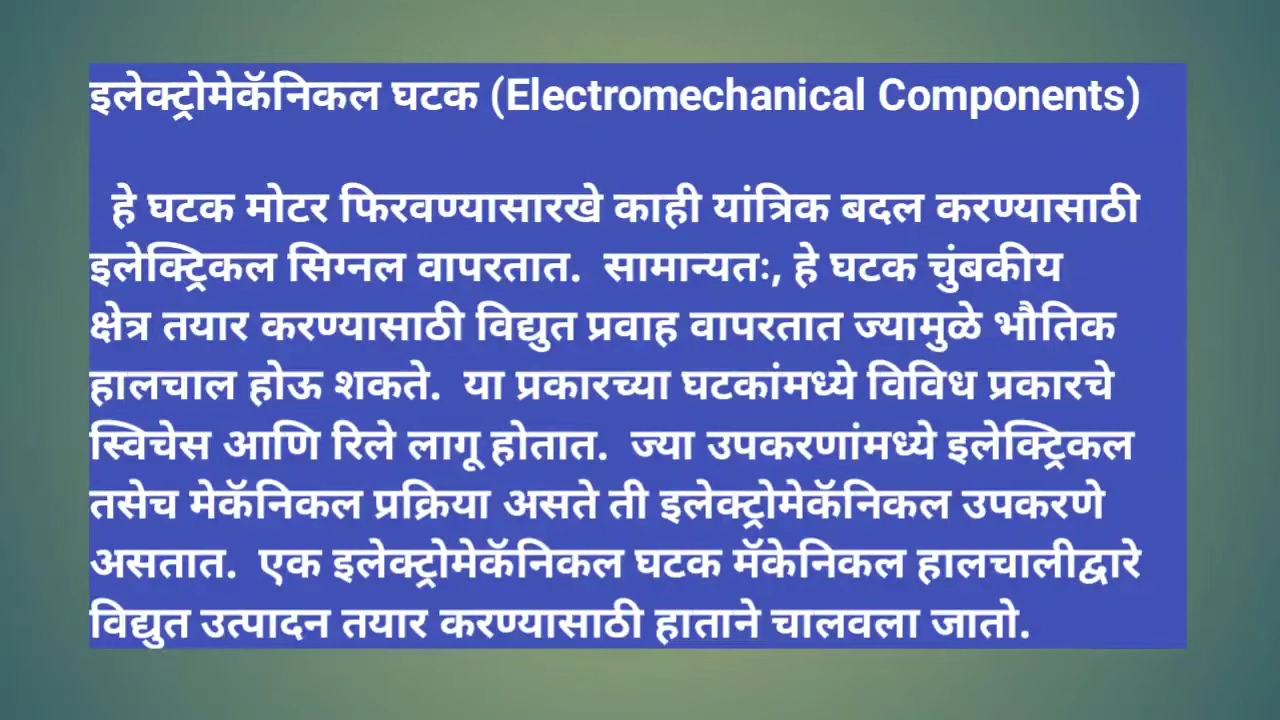 इलेक्ट्रोमेकॅनिकल घटक (Electromechanical Components)
हे घटक मोटर फिरवण्यासारखे काही यांत्रिक बदल करण्यासाठी
इलेक्ट्रिकल सिग्नल वापरतात. सामान्यतः, हे घटक चुंबकीय
क्षेत्र तयार करण्यासाठी विद्युत प्रवाह वापरतात ज्यामुळे भौतिक
हालचाल होऊ शकते. या प्रकारच्या घटकांमध्ये विविध प्रकारचे
स्विचेस आणि रिले लागू होतात. ज्या उपकरणांमध्ये इलेक्ट्रिकल
तसेच मेकॅनिकल प्रक्रिया असते ती इलेक्ट्रोमेकॅनिकल उपकरणे
असतात. एक इलेक्ट्रोमेकॅनिकल घटक मॅकेनिकल हालचालीद्वारे
विद्युत उत्पादन तयार करण्यासाठी हाताने चालवला जातो.